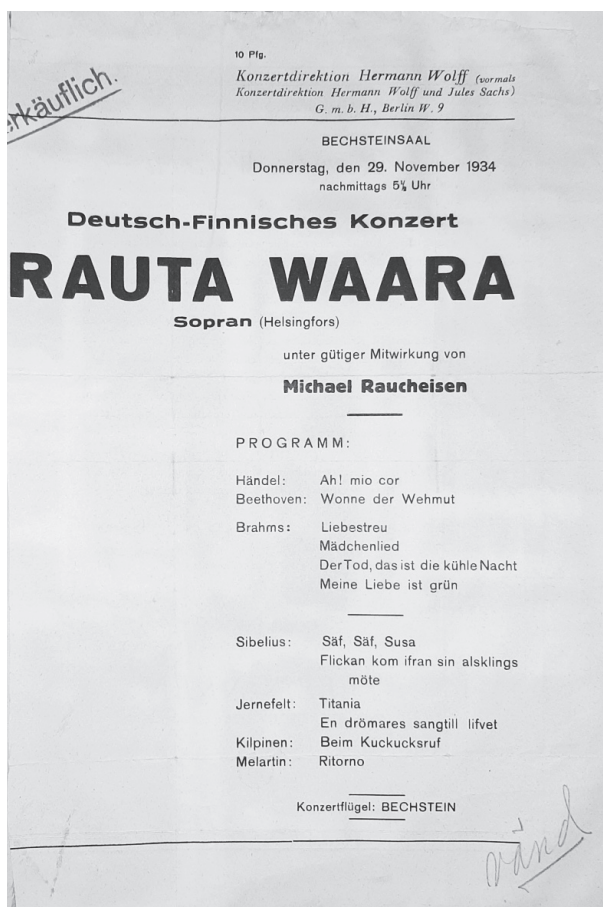 10 Pfg.
Konzertdirektion Hermann Wolff (vormals
Konzertdirektion Hermann Wolff und Jules Sachs)
G. m. b. H., Berlin W. 9
rkäuflich.
BECHSTEINSAAL
Donnerstag, den 29. November 1934
nachmittags 5¼ Uhr
Deutsch-Finnisches Konzert
RAUTA WAARA
Sopran (Helsingfors)
unter gütiger Mitwirkung von
Michael Raucheisen
PROGRAMM:
Händel: Ah! mio cor
Beethoven: Wonne der Wehmut
Brahms: Liebestreu
Mädchenlied
Der Tod, das ist die kühle Nacht
Meine Liebe ist grün
Sibelius: Säf, Säf, Susa
Flickan kom ifran sin alsklings
möte
Jernefelt: Titania
En drömares sangtill lifvet
Kilpinen: Beim Kuckucksruf
Melartin: Ritorno
Konzertflügel: BECHSTEIN
vänd